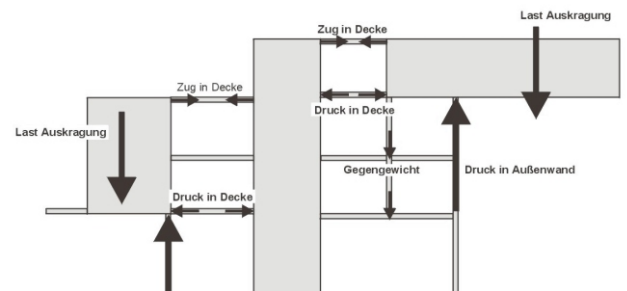 Last Auskragung
Zug in Decke
Zug in Decke
Druck in Decke
Last Auskragung
Gegengewicht
Druck in Außenwand
Druck in Decke